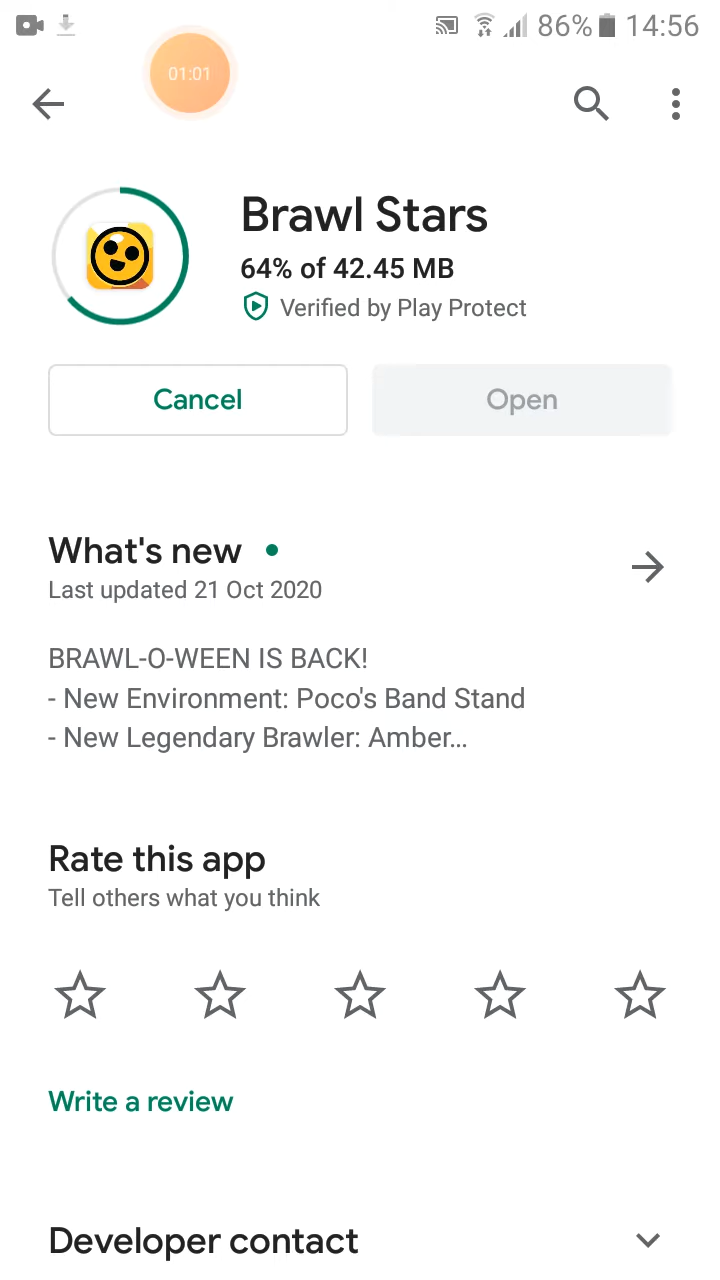 86% 14:56
01:01
Brawl Stars
64% of 42.45 MB
Verified by Play Protect
Cancel
Open
What's new
Last updated 21 Oct 2020
BRAWL-O-WEEN IS BACK!
- New Environment: Poco's Band Stand
- New Legendary Brawler: Amber...
Rate this app
Tell others what you think
Write a review
Developer contact